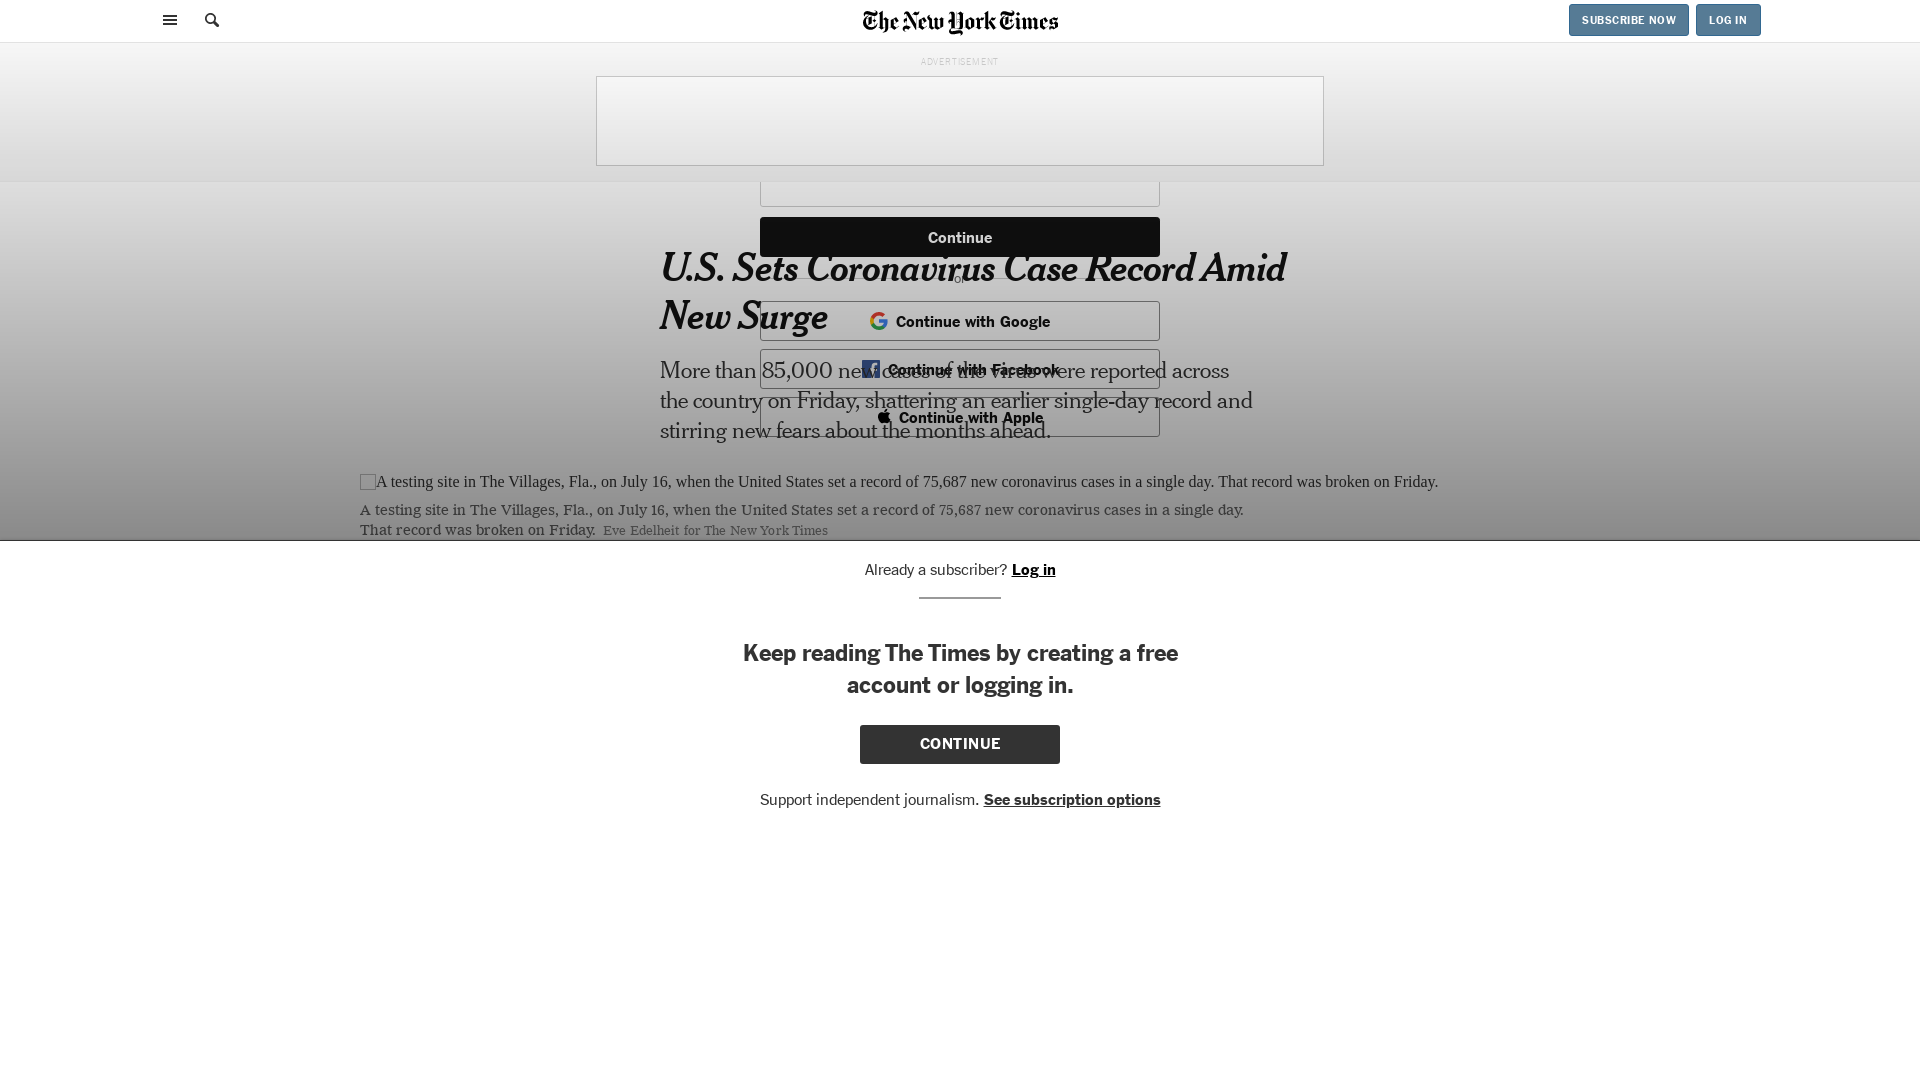 The New York Times
SUBSCRIBE NOW
LOG IN
ADVERTISEMENT
Continue
U.S. Sets Coronavirus Case Record Amid
or
New Surge
Continue with Google
More than 85,000 new cases of the virus were reported across
Continue with Facebook
the country on Friday, shattering an earlier single-day record and
Continue with Apple
stirring new fears about the months ahead.
A testing site in The Villages, Fla., on July 16, when the United States set a record of 75,687 new coronavirus cases in a single day. That record was broken on Friday.
A testing site in The Villages, Fla., on July 16, when the United States set a record of 75,687 new coronavirus cases in a single day.
That record was broken on Friday. Eve Edelheit for The New York Times
Already a subscriber? Log in
Keep reading The Times by creating a free
account or logging in.
CONTINUE
Support independent journalism. See subscription options